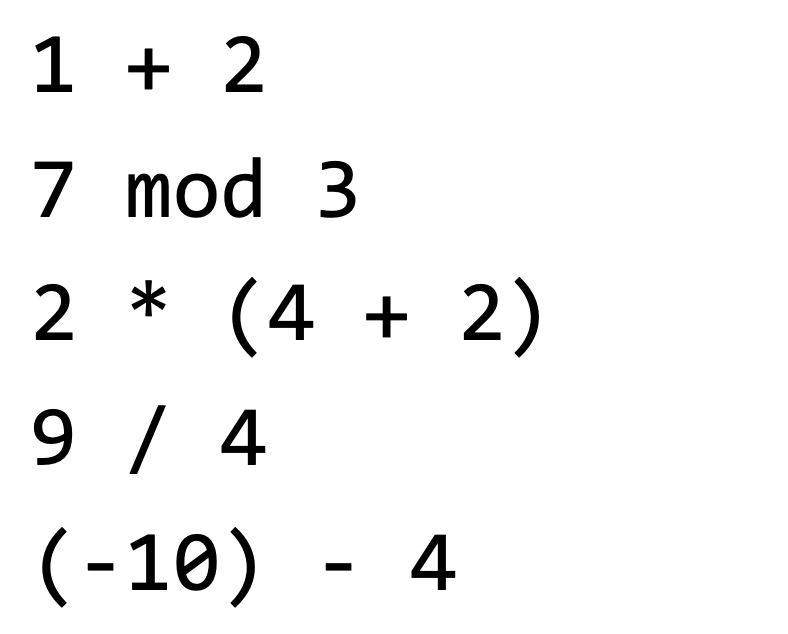 1 + 2
7 mod 3
2 * (4 + 2)
9 / 4
(-10) - 4